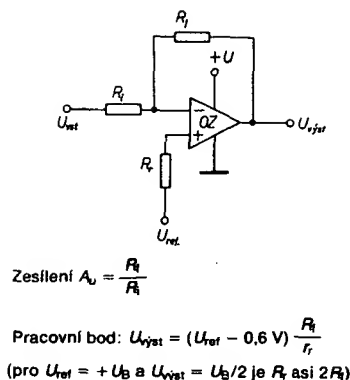 R_f
+U
R_i
−
OZ
+
U_vst
U_výst
R_r
U_ref.
Zesílení A_u = R_f / R_i
Pracovní bod: U_výst = (U_ref − 0,6 V) R_f / r_r
(pro U_ref = + U_B a U_výst = U_B/2 je R_r asi 2R_f)